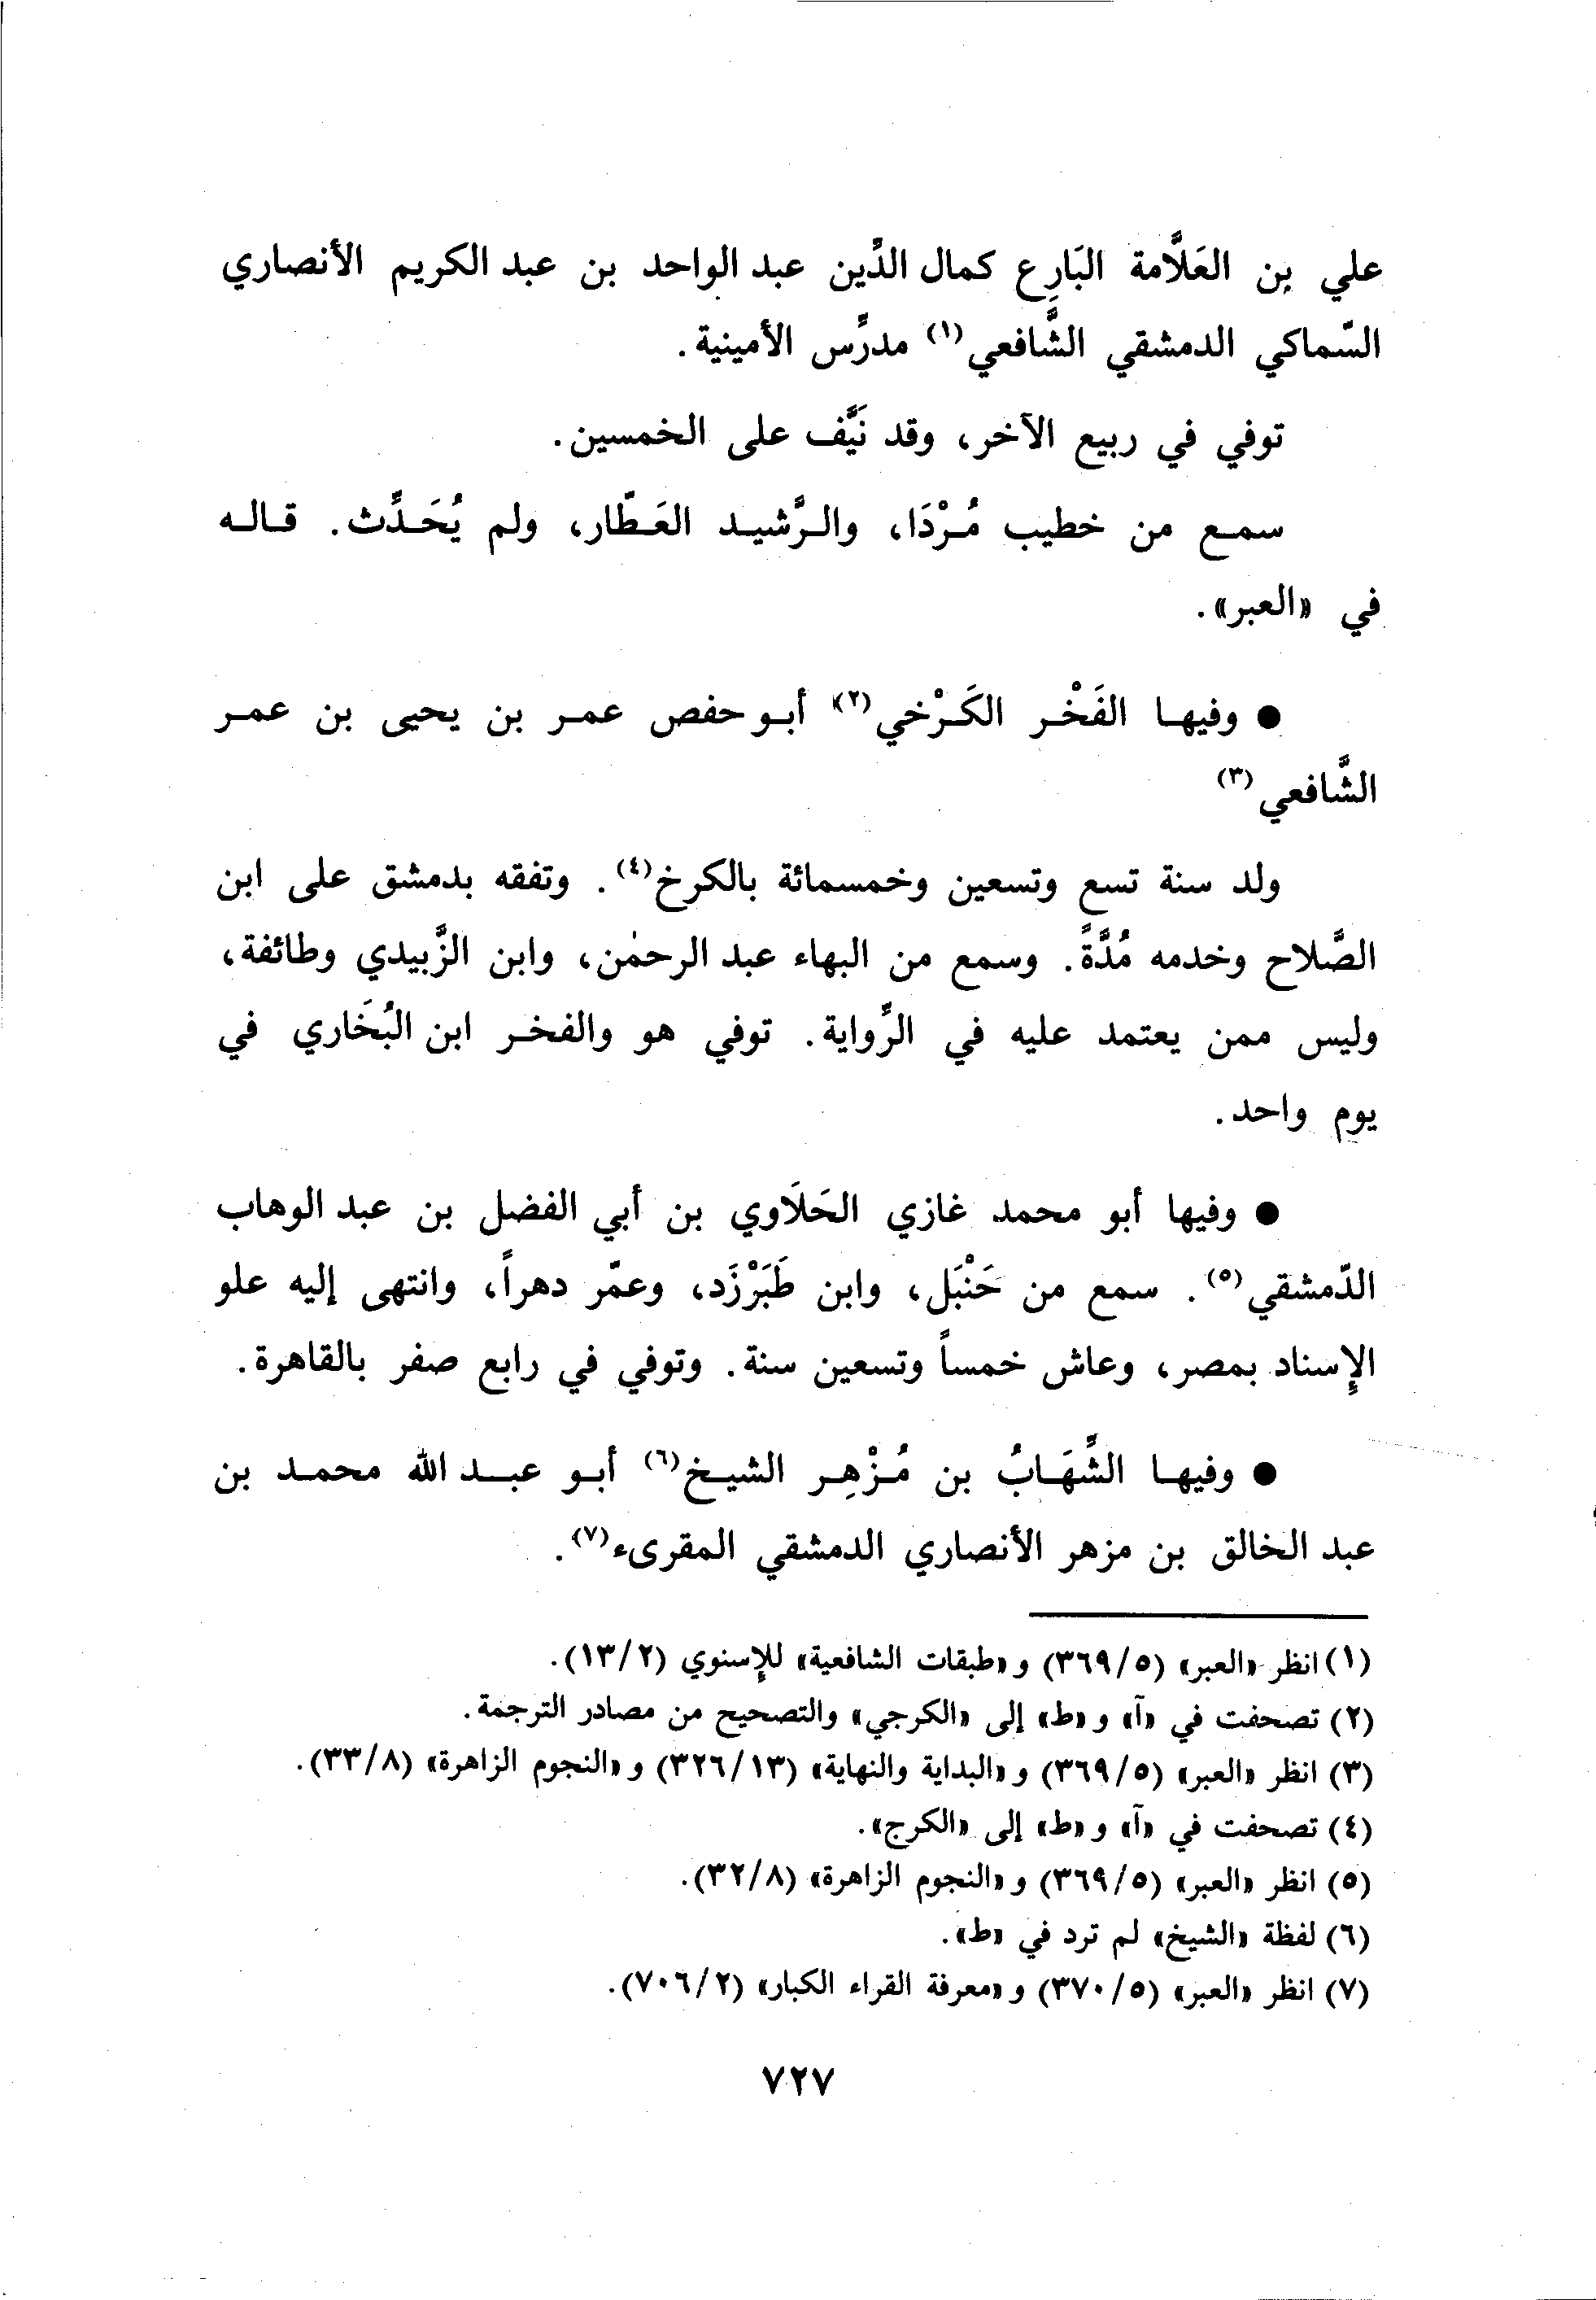 علي بن العَلَّامة البَارِع كمال الدِّين عبد الواحد بن عبد الكريم الأنصاري
السّماكي الدمشقي الشَّافعي(١) مدرِّس الأمينية.
توفي في ربيع الآخر، وقد نَيَّف على الخمسين.
سمع من خطيب مُرْدَا، والرَّشيد العَطّار، ولم يُحَدِّث. قاله
في «العبر».
● وفيها الفَخْر الكَرْخي(٢) أبو حفص عمر بن يحيى بن عمر
الشَّافعي(٣)
ولد سنة تسع وتسعين وخمسمائة بالكرخ(٤). وتفقه بدمشق على ابن
الصَّلاح وخدمه مُدَّةً. وسمع من البهاء عبد الرحمٰن، وابن الزَّبيدي وطائفة،
وليس ممن يعتمد عليه في الرِّواية. توفي هو والفخر ابن البُخَاري في
يوم واحد.
● وفيها أبو محمد غازي الحَلَاوي بن أبي الفضل بن عبد الوهاب
الدّمشقي(٥). سمع من حَنْبَل، وابن طَبَرْزَد، وعمّر دهراً، وانتهى إليه علو
الإسناد بمصر، وعاش خمساً وتسعين سنة. وتوفي في رابع صفر بالقاهرة.
● وفيها الشِّهَابُ بن مُزْهِر الشيخ(٦) أبو عبد الله محمد بن
عبد الخالق بن مزهر الأنصاري الدمشقي المقرىء(٧).
(١) انظر «العبر» (٣٦٩/٥) و«طبقات الشافعية» للإسنوي (١٣/٢).
(٢) تصحفت في «آ» و«ط» إلى «الكرجي» والتصحيح من مصادر الترجمة.
(٣) انظر «العبر» (٣٦٩/٥) و«البداية والنهاية» (٣٢٦/١٣) و«النجوم الزاهرة» (٣٣/٨).
(٤) تصحفت في «آ» و«ط» إلى «الكرج».
(٥) انظر «العبر» (٣٦٩/٥) و«النجوم الزاهرة» (٣٢/٨).
(٦) لفظة «الشيخ» لم ترد في «ط».
(٧) انظر «العبر» (٣٧٠/٥) و«معرفة القراء الكبار» (٧٠٦/٢).
٧٢٧